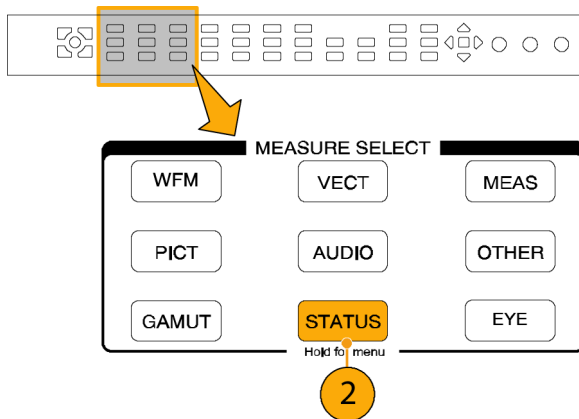 MEASURE SELECT
WFM VECT MEAS
PICT AUDIO OTHER
GAMUT STATUS EYE
Hold for menu
2